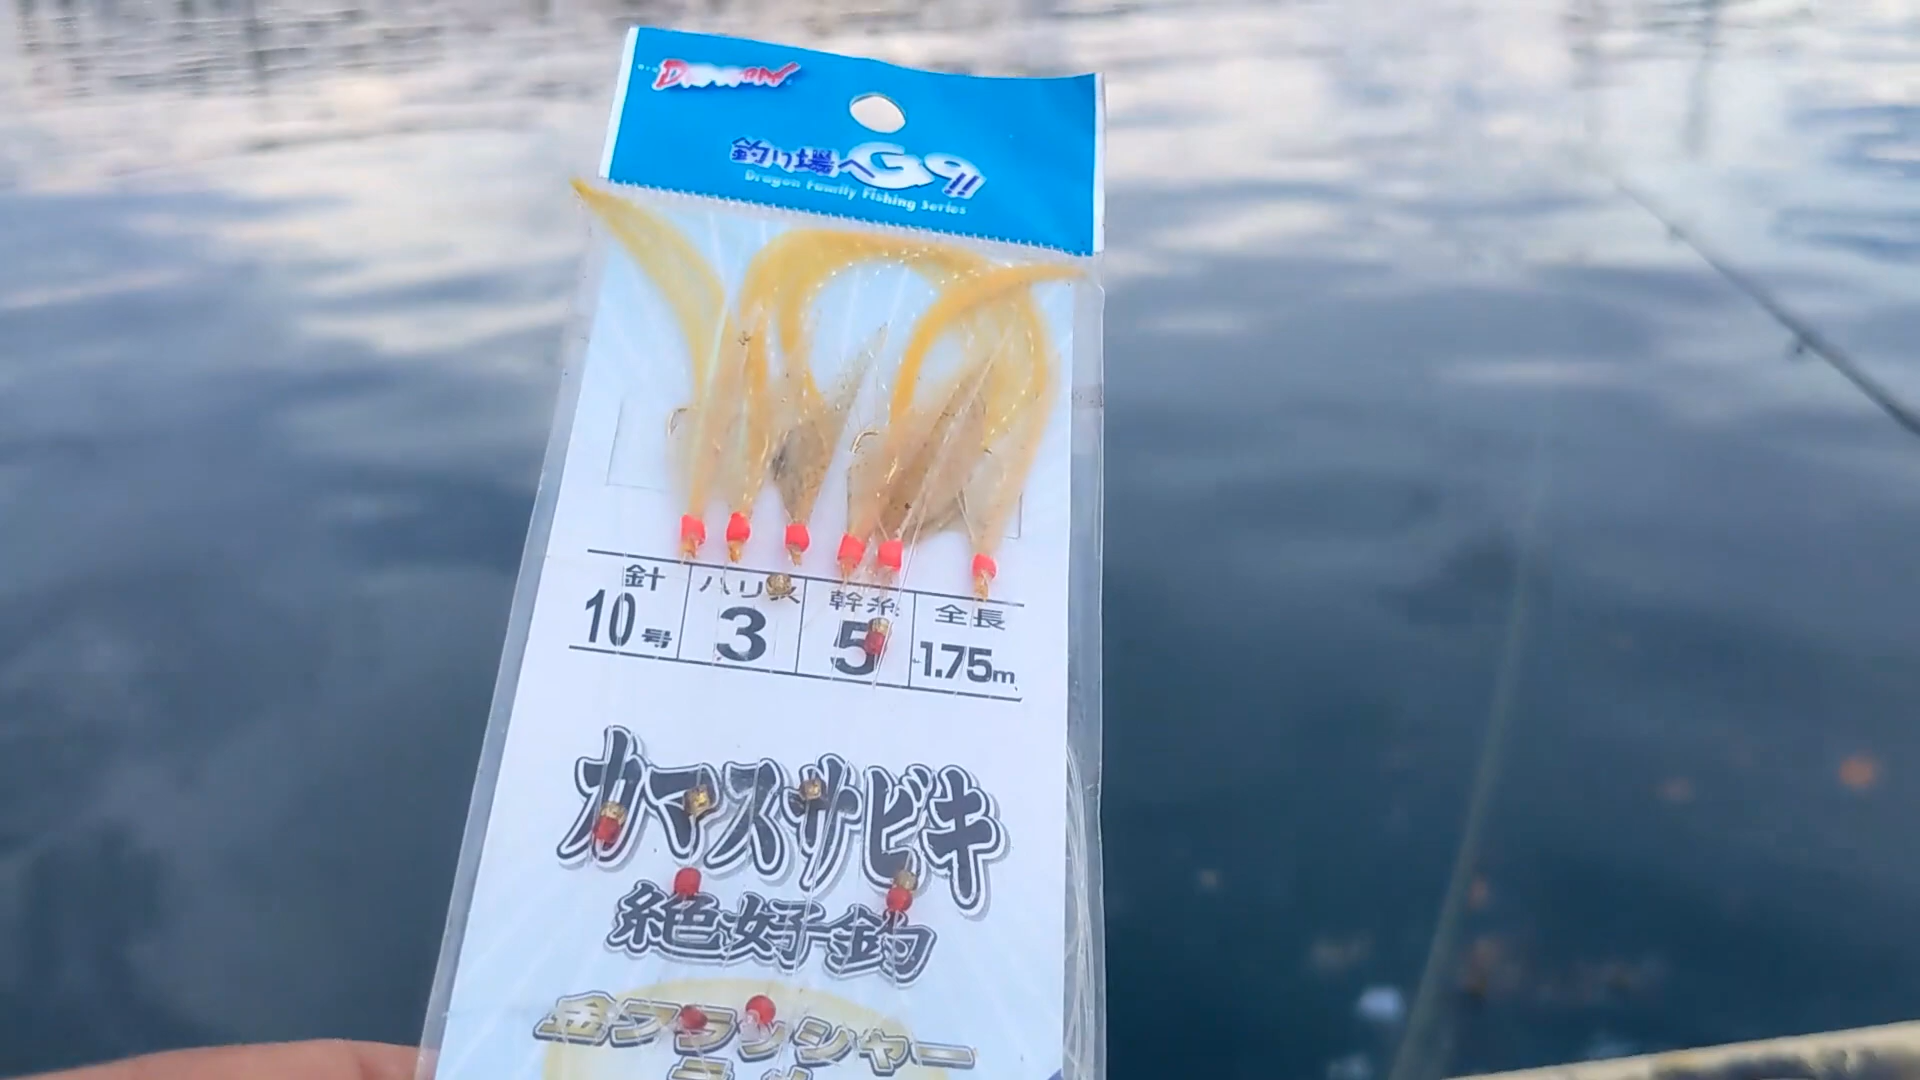 DRAGON
釣り場へGo!!
Dragon Family Fishing Series
針 ハリス 幹糸 全長
10号 3 5 1.75m
カマスサビキ
絶好釣
金フラッシャー